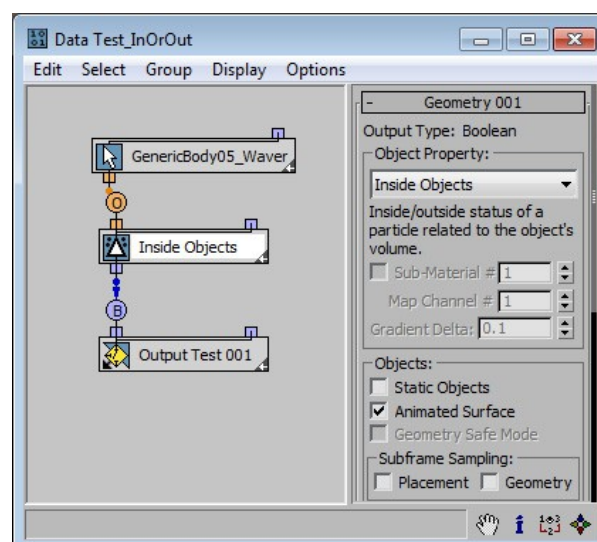 Data Test_InOrOut
Edit Select Group Display Options
GenericBody05_Waver
O
Inside Objects
B
Output Test 001
- Geometry 001
Output Type: Boolean
Object Property:
Inside Objects
Inside/outside status of a
particle related to the object's
volume.
Sub-Material # 1
Map Channel # 1
Gradient Delta: 0.1
Objects:
Static Objects
Animated Surface
Geometry Safe Mode
Subframe Sampling:
Placement Geometry